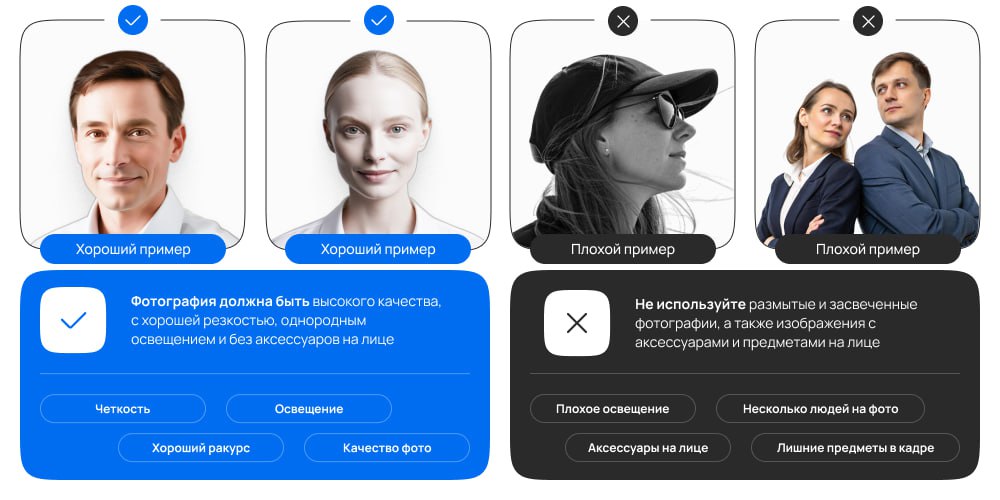 Хороший пример
Хороший пример
Плохой пример
Плохой пример
Фотография должна быть высокого качества,
с хорошей резкостью, однородным
освещением и без аксессуаров на лице
Четкость
Освещение
Хороший ракурс
Качество фото
Не используйте размытые и засвеченные
фотографии, а также изображения с
аксессуарами и предметами на лице
Плохое освещение
Несколько людей на фото
Аксессуары на лице
Лишние предметы в кадре